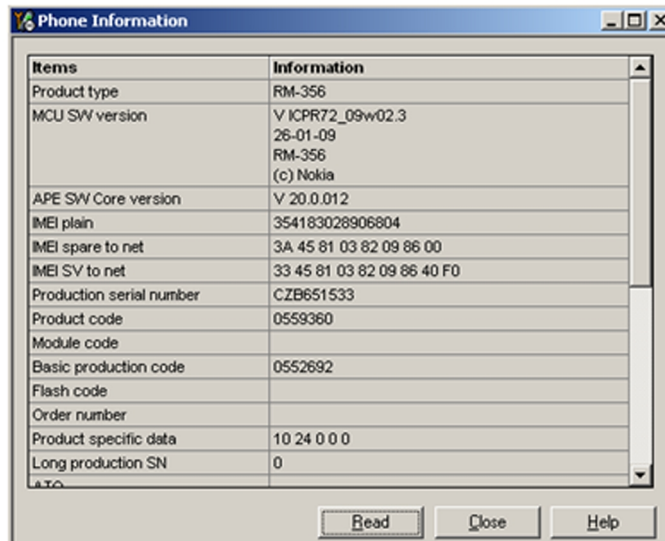 Phone Information
Items Information
Product type RM-356
MCU SW version V ICPR72_09w02.3
26-01-09
RM-356
(c) Nokia
APE SW Core version V 20.0.012
IMEI plain 354183028906804
IMEI spare to net 3A 45 81 03 82 09 86 00
IMEI SV to net 33 45 81 03 82 09 86 40 F0
Production serial number CZB651533
Product code 0559360
Module code
Basic production code 0552692
Flash code
Order number
Product specific data 10 24 0 0 0
Long production SN 0
ATO
Read Close Help